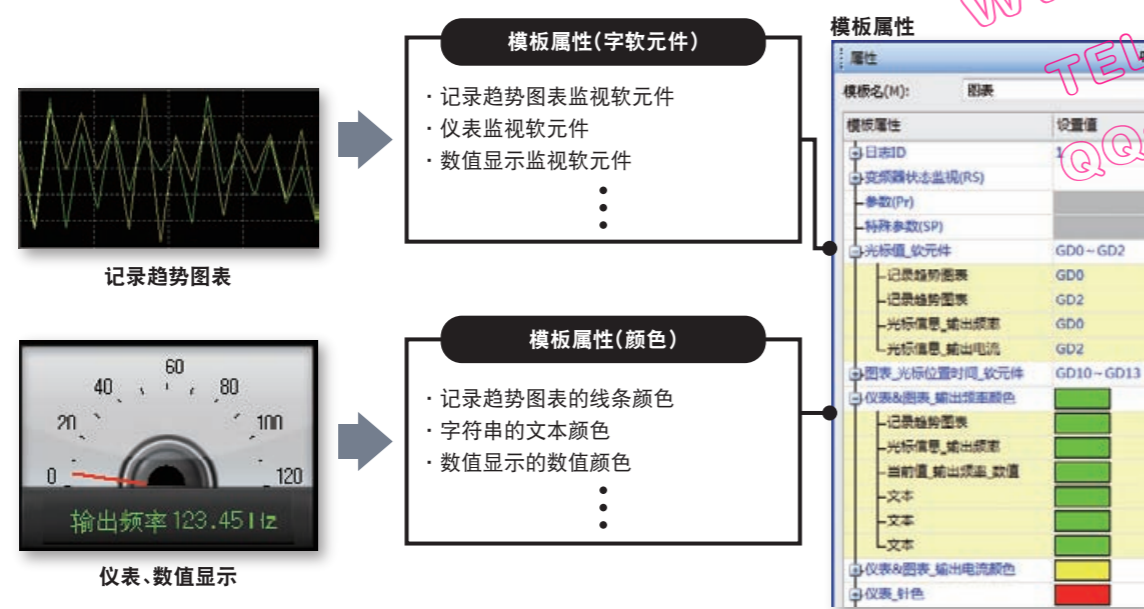 模板属性(字软元件)
·记录趋势图表监视软元件
·仪表监视软元件
·数值显示监视软元件
记录趋势图表
模板属性(颜色)
·记录趋势图表的线条颜色
·字符串的文本颜色
·数值显示的数值颜色
60
40
80
20
100
0
120
输出频率123.45Hz
仪表、数值显示
模板属性
属性
模板名(M): 图表
模板属性 设置值
日志ID 1
变频器状态监视(RS)
参数(Pr)
特殊参数(SP)
光标值_软元件 GD0~GD2
记录趋势图表 GD0
记录趋势图表 GD2
光标信息_输出频率 GD0
光标信息_输出电流 GD2
图表_光标位置时间_软元件 GD10~GD13
仪表&图表_输出频率颜色
记录趋势图表
光标信息_输出频率
当前值_输出频率_数值
文本
文本
文本
仪表&图表_输出电流颜色
仪表_针色
TEL
QQ